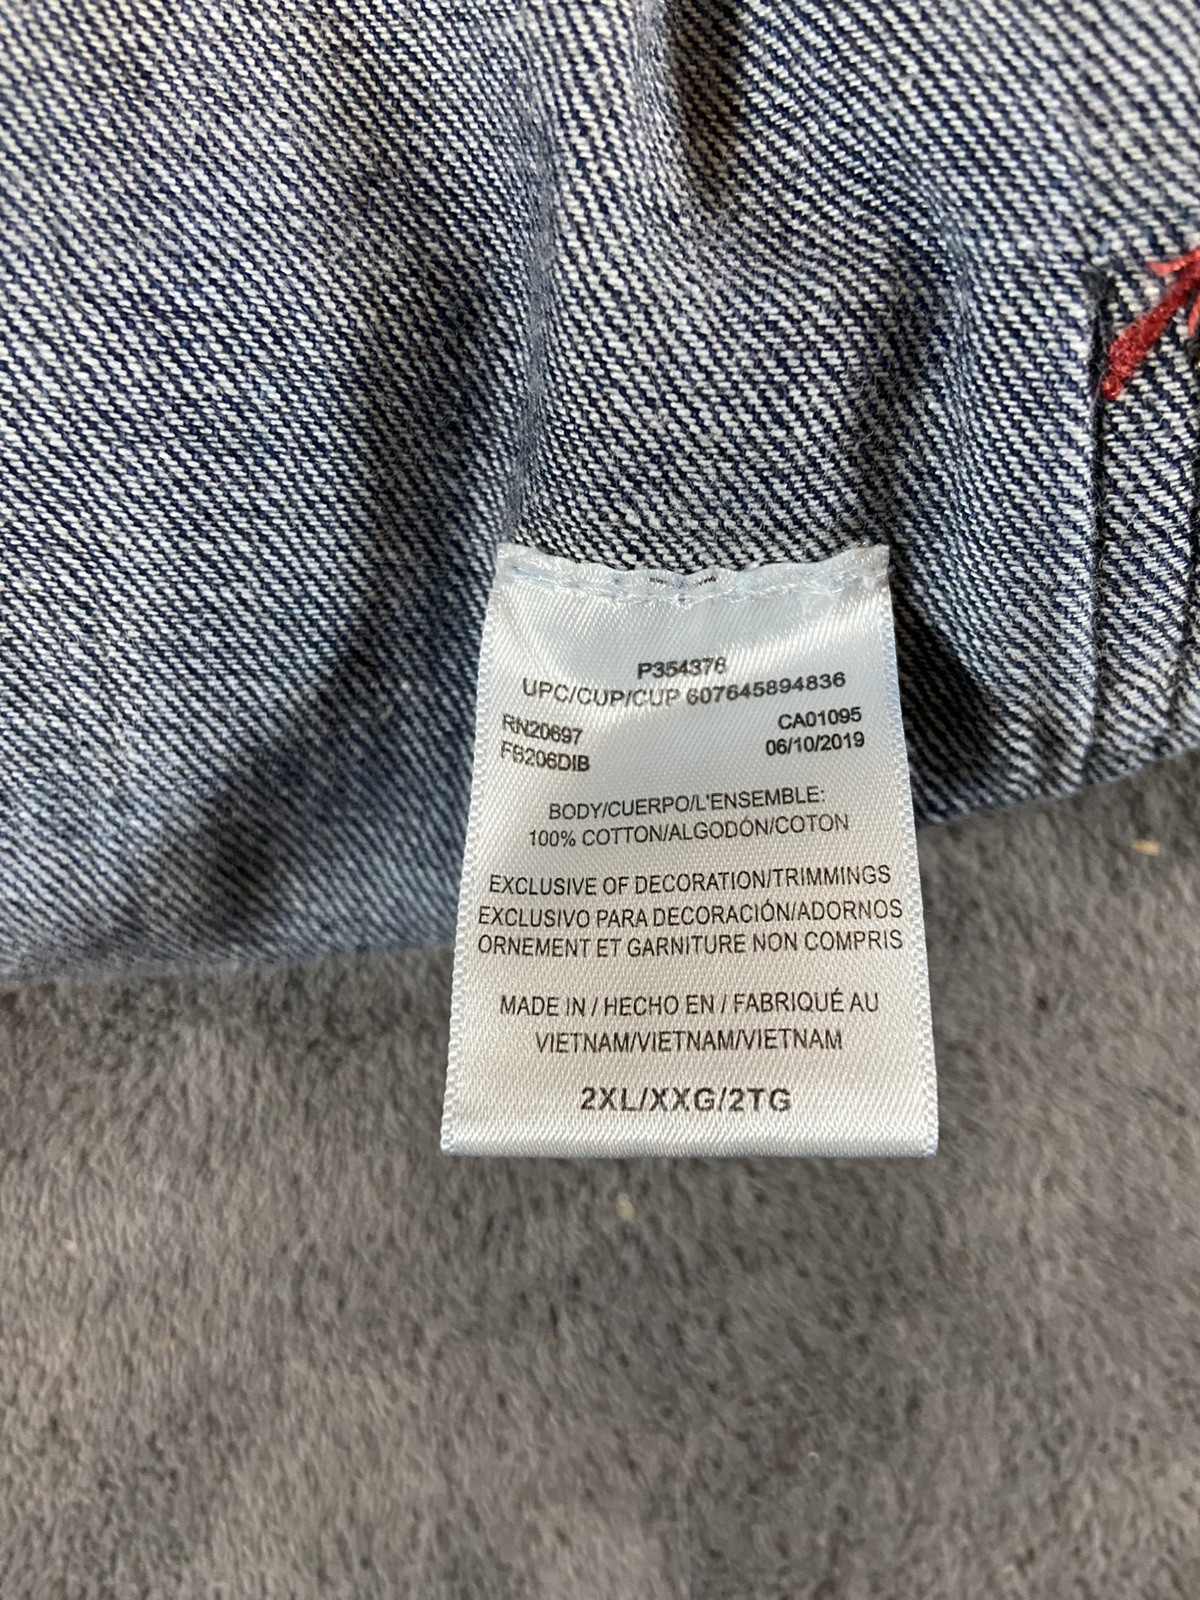 P354376
UPC/CUP/CUP 607645894836
RN20697
CA01095
FB206DIB
06/10/2019
BODY/CUERPO/L'ENSEMBLE:
100% COTTON/ALGODÓN/COTON
EXCLUSIVE OF DECORATION/TRIMMINGS
EXCLUSIVO PARA DECORACIÓN/ADORNOS
ORNEMENT ET GARNITURE NON COMPRIS
MADE IN / HECHO EN / FABRIQUÉ AU
VIETNAM/VIETNAM/VIETNAM
2XL/XXG/2TG